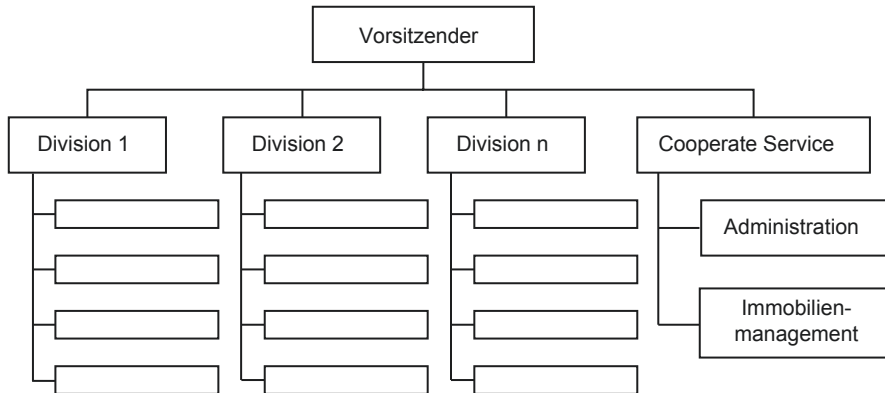 Vorsitzender
Division 1
Division 2
Division n
Cooperate Service
Administration
Immobilien-
management